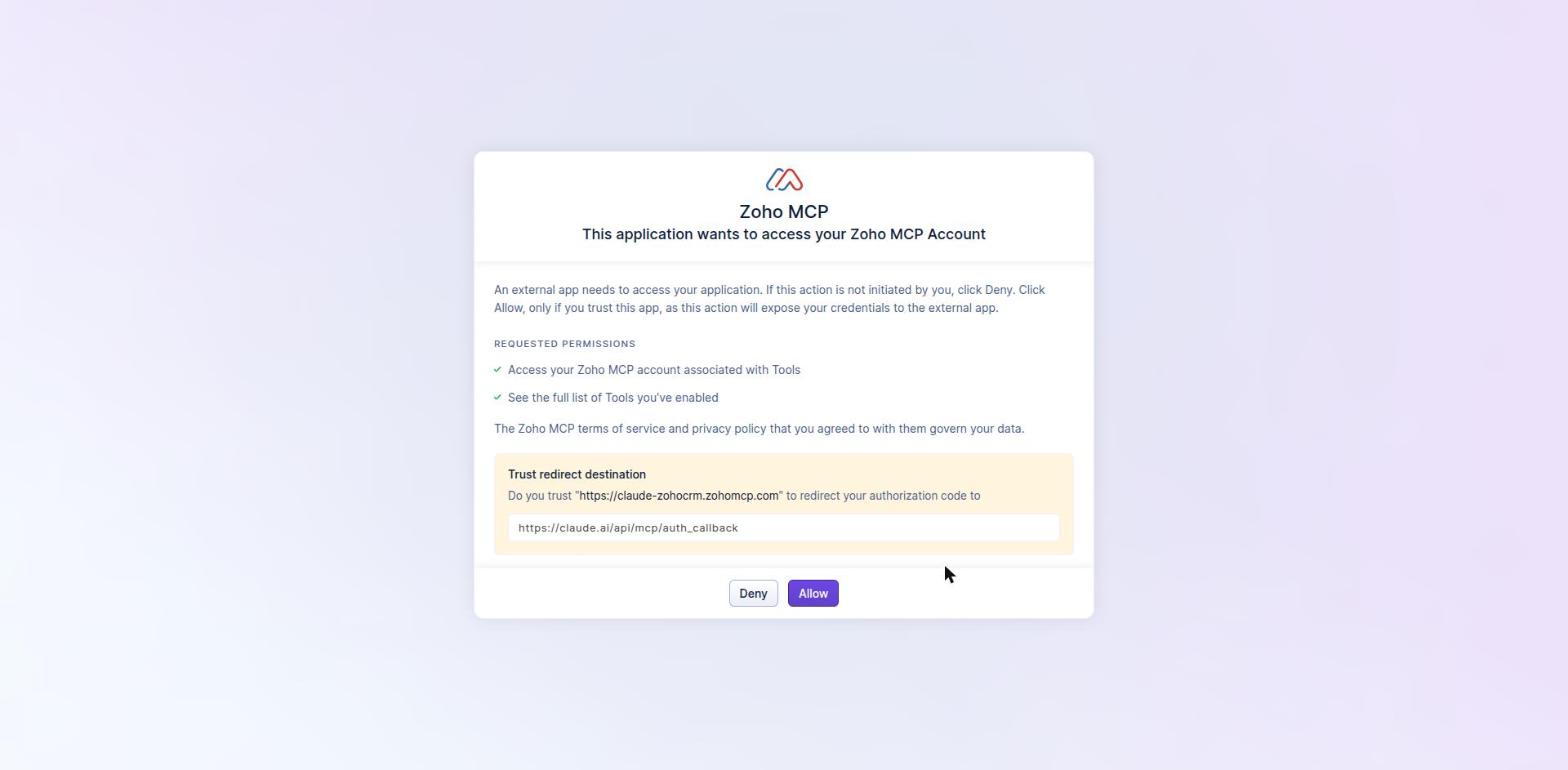 Zoho MCP
This application wants to access your Zoho MCP Account
An external app needs to access your application. If this action is not initiated by you, click Deny. Click
Allow, only if you trust this app, as this action will expose your credentials to the external app.
REQUESTED PERMISSIONS
Access your Zoho MCP account associated with Tools
See the full list of Tools you've enabled
The Zoho MCP terms of service and privacy policy that you agreed to with them govern your data.
Trust redirect destination
Do you trust "https://claude-zohocrm.zohomcp.com" to redirect your authorization code to
https://claude.ai/api/mcp/auth_callback
Deny Allow